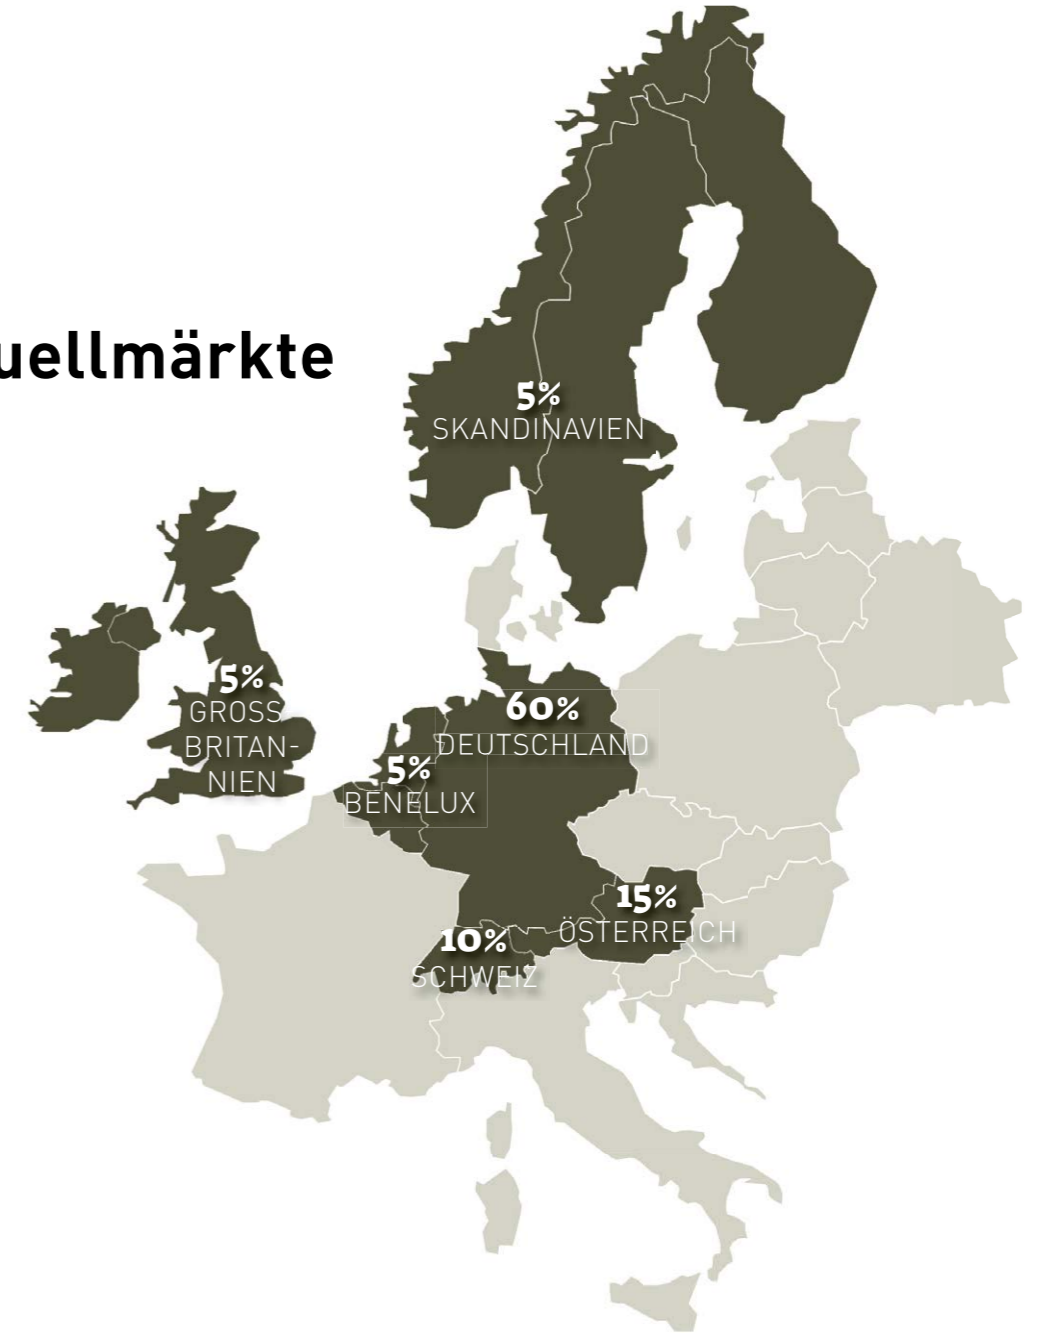 uellmärkte
5%
SKANDINAVIEN
5%
GROSS
BRITAN-
NIEN
60%
DEUTSCHLAND
5%
BENELUX
15%
ÖSTERREICH
10%
SCHWEIZ